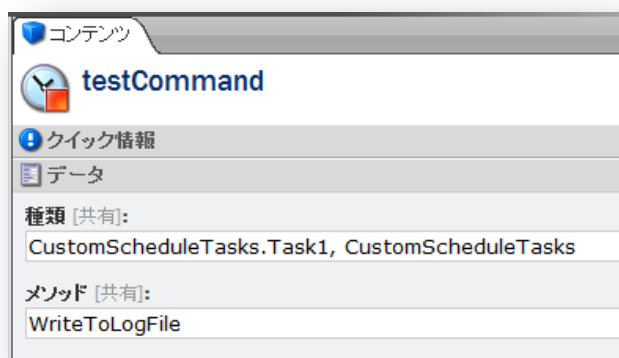 コンテンツ
testCommand
クイック情報
データ
種類 [共有]:
CustomScheduleTasks.Task1, CustomScheduleTasks
メソッド [共有]:
WriteToLogFile